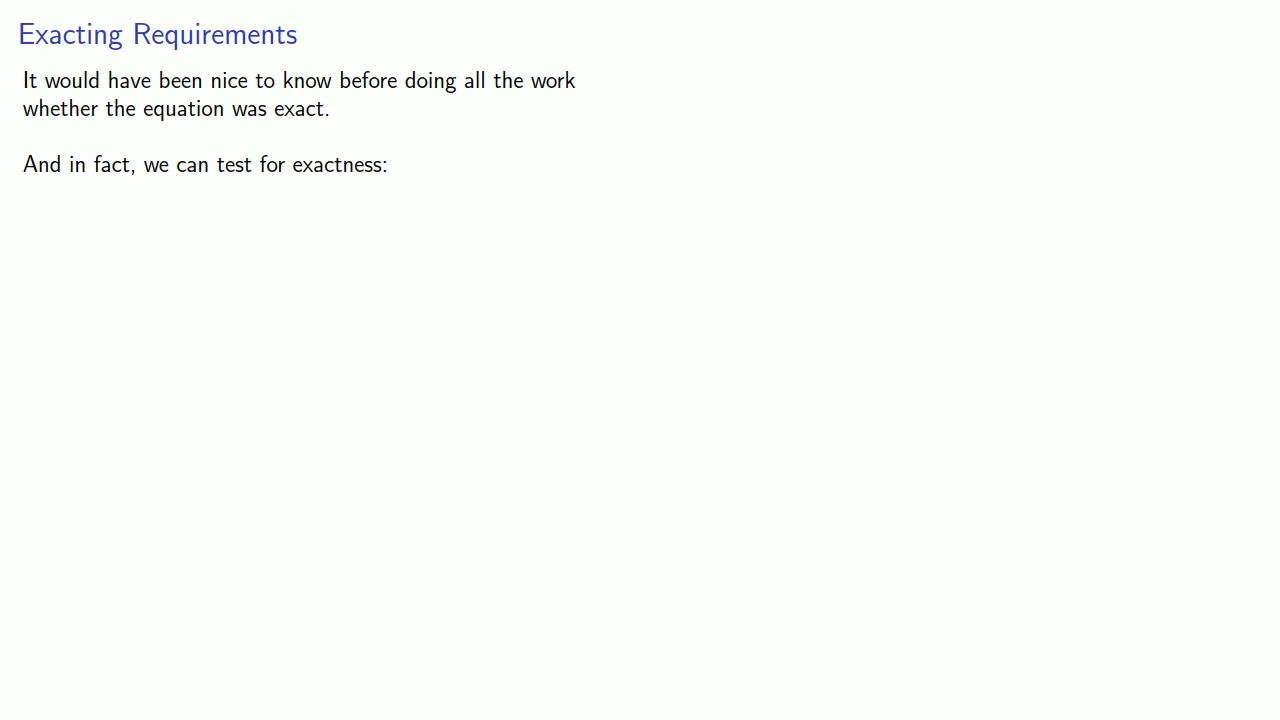 Exacting Requirements
It would have been nice to know before doing all the work
whether the equation was exact.
And in fact, we can test for exactness: